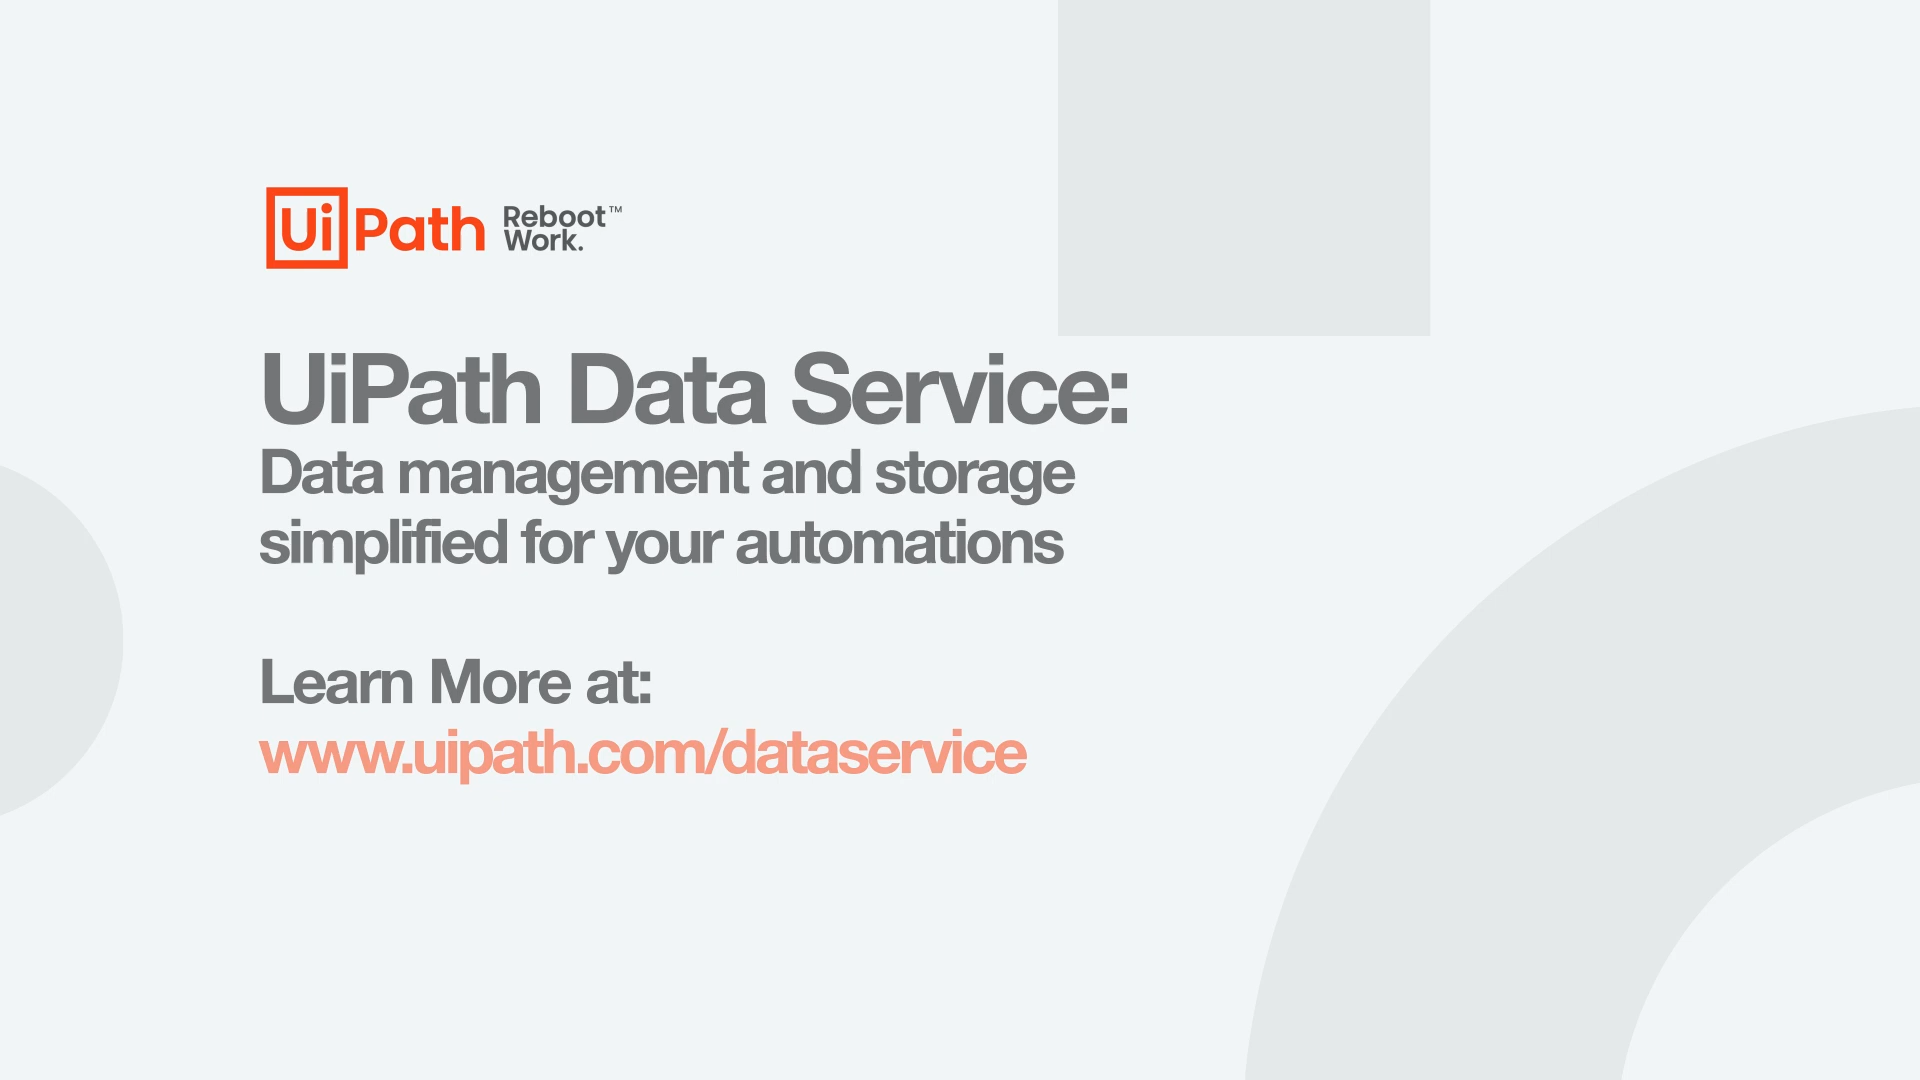 UiPath Reboot™
Work.
UiPath Data Service:
Data management and storage
simplified for your automations
Learn More at:
www.uipath.com/dataservice